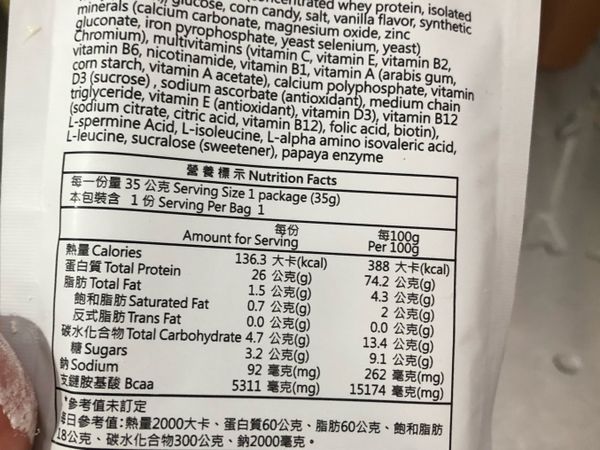 concentrated whey protein, isolated
glucose, corn candy, salt, vanilla flavor, synthetic
minerals (calcium carbonate, magnesium oxide, zinc
gluconate, iron pyrophosphate, yeast selenium, yeast)
Chromium), multivitamins (vitamin C, vitamin E, vitamin B2,
vitamin B6, nicotinamide, vitamin B1, vitamin A (arabis gum,
corn starch, vitamin A acetate), calcium polyphosphate, vitamin
D3 (sucrose), sodium ascorbate (antioxidant), medium chain
triglyceride, vitamin E (antioxidant), vitamin D3), vitamin B12
(sodium citrate, citric acid, vitamin B12), folic acid, biotin),
L-spermine Acid, L-isoleucine, L-alpha amino isovaleric acid,
L-leucine, sucralose (sweetener), papaya enzyme
營養標示 Nutrition Facts
每一份量 35 公克 Serving Size 1 package (35g)
本包裝含 1 份 Serving Per Bag 1
每份 每100g
Amount for Serving Per 100g
熱量 Calories 136.3 大卡(kcal) 388 大卡(kcal)
蛋白質 Total Protein 26 公克(g) 74.2 公克(g)
脂肪 Total Fat 1.5 公克(g) 4.3 公克(g)
飽和脂肪 Saturated Fat 0.7 公克(g) 2 公克(g)
反式脂肪 Trans Fat 0.0 公克(g) 0.0 公克(g)
碳水化合物 Total Carbohydrate 4.7 公克(g) 13.4 公克(g)
糖 Sugars 3.2 公克(g) 9.1 公克(g)
鈉 Sodium 92 毫克(mg) 262 毫克(mg)
支鏈胺基酸 Bcaa 5311 毫克(mg) 15174 毫克(mg)
*參考值未訂定
每日參考值:熱量2000大卡、蛋白質60公克、脂肪60公克、飽和脂肪
18公克、碳水化合物300公克、鈉2000毫克。